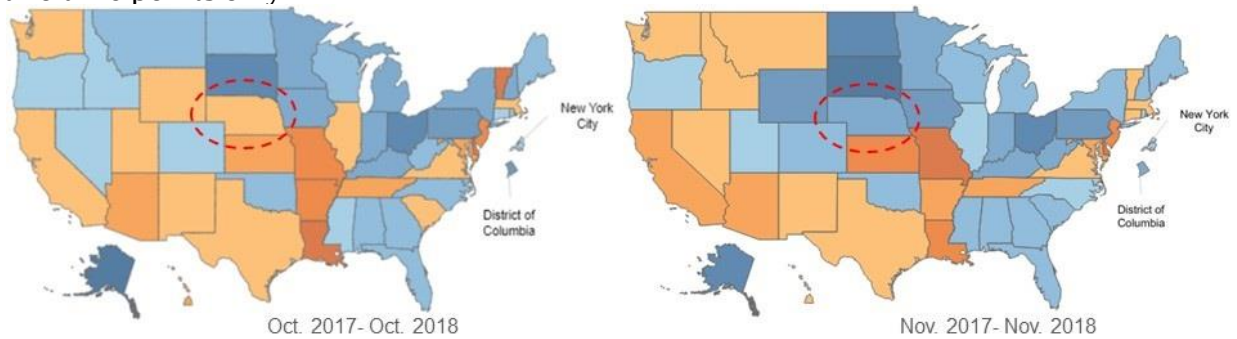 New York
City
District of
Columbia
Oct. 2017- Oct. 2018
New York
City
District of
Columbia
Nov. 2017- Nov. 2018